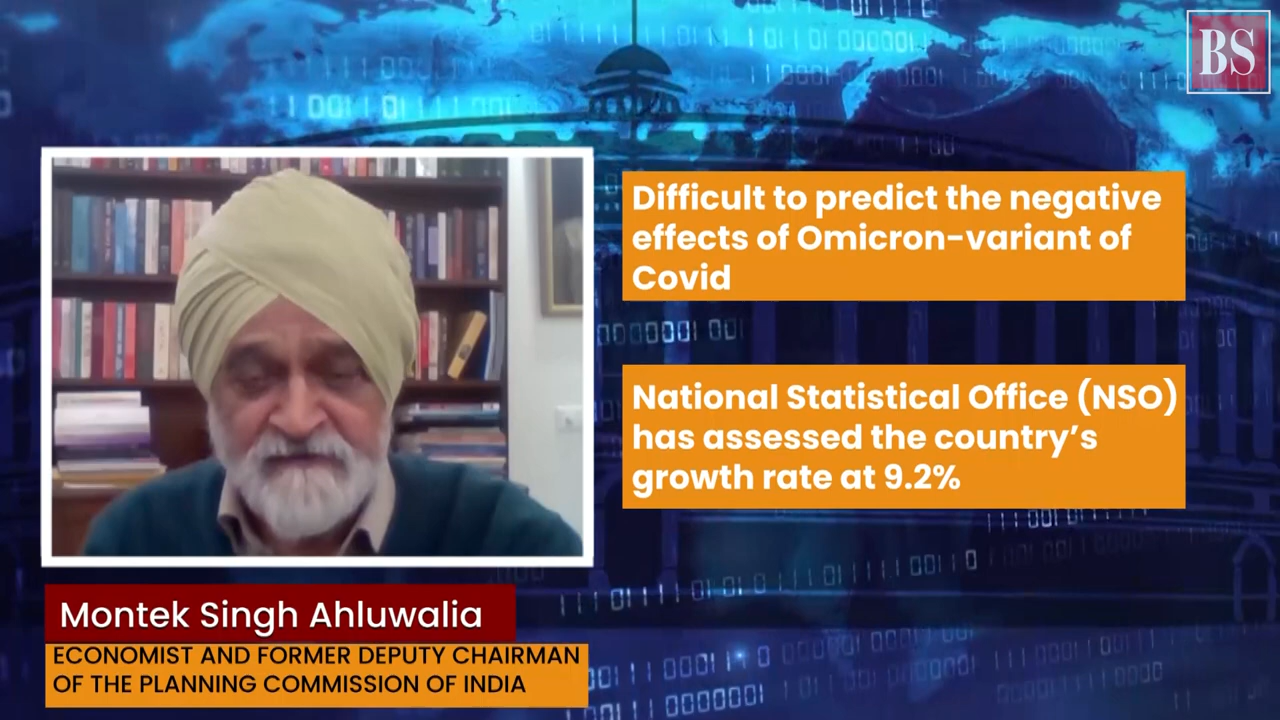 BS
Difficult to predict the negative
effects of Omicron-variant of
Covid
National Statistical Office (NSO)
has assessed the country’s
growth rate at 9.2%
Montek Singh Ahluwalia
ECONOMIST AND FORMER DEPUTY CHAIRMAN
OF THE PLANNING COMMISSION OF INDIA